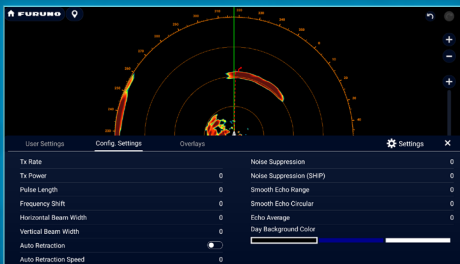 FURUNO
User Settings
Config. Settings
Overlays
Settings
Tx Rate
Tx Power 0
Pulse Length 0
Frequency Shift 0
Horizontal Beam Width 0
Vertical Beam Width 0
Auto Retraction
Auto Retraction Speed 0
Noise Suppression 0
Noise Suppression (SHIP) 0
Smooth Echo Range 0
Smooth Echo Circular 0
Echo Average 0
Day Background Color